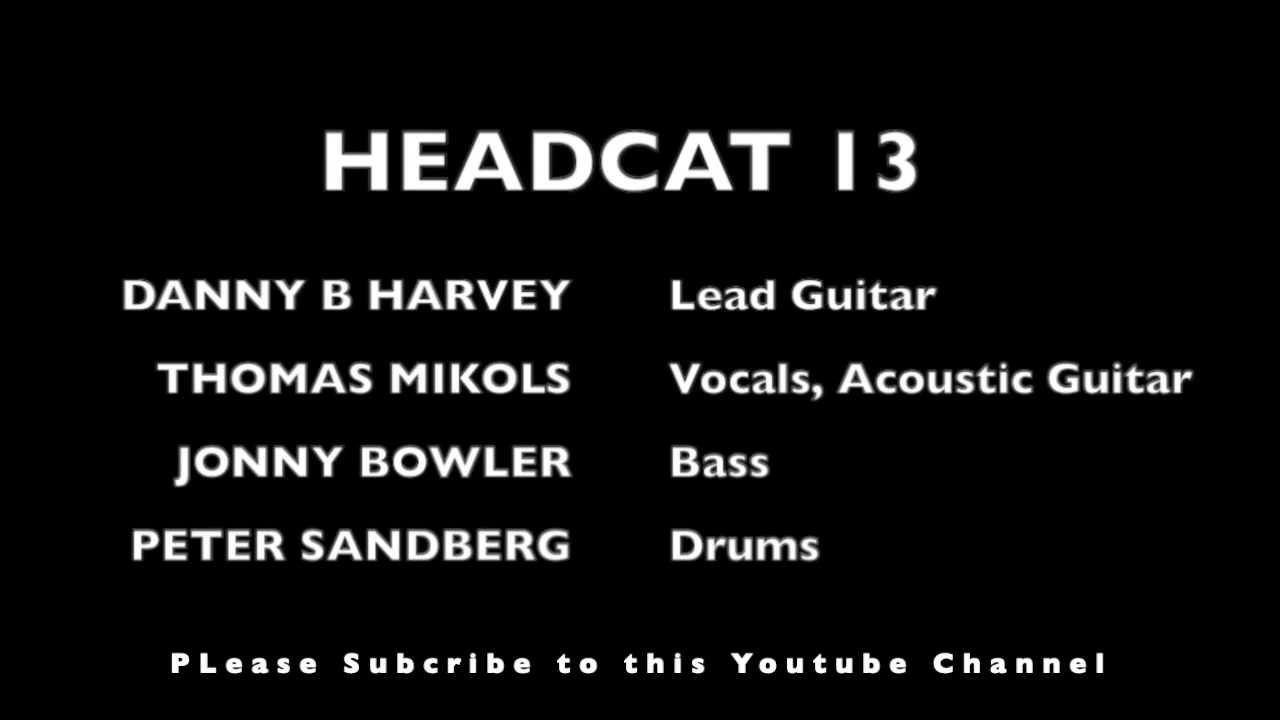 HEADCAT 13
DANNY B HARVEY Lead Guitar
THOMAS MIKOLS Vocals, Acoustic Guitar
JONNY BOWLER Bass
PETER SANDBERG Drums
PLease Subcribe to this Youtube Channel